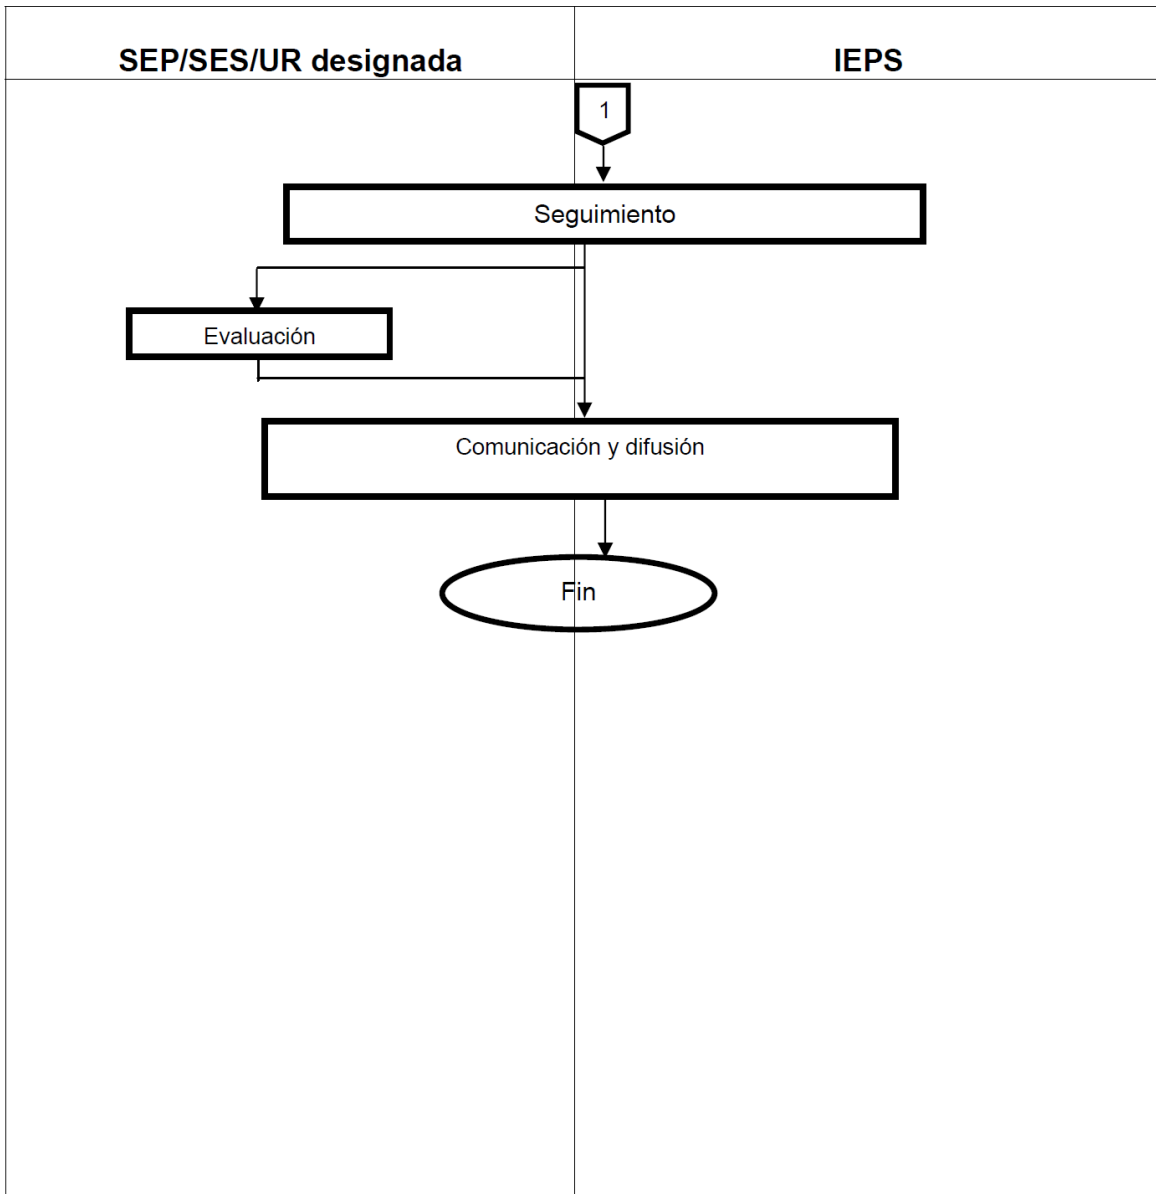 SEP/SES/UR designada
IEPS
1
Seguimiento
Evaluación
Comunicación y difusión
Fin